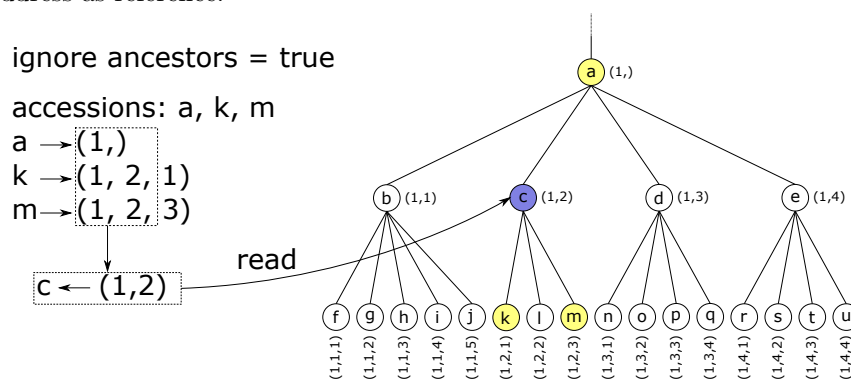 address as reference.
ignore ancestors = true
accessions: a, k, m
a → (1,)
k → (1, 2, 1)
m → (1, 2, 3)
c ← (1,2)
read
a (1,)
b (1,1) c (1,2) d (1,3) e (1,4)
f g h i j k l m n o p q r s t u
(1,1,1) (1,1,2) (1,1,3) (1,1,4) (1,1,5) (1,2,1) (1,2,2) (1,2,3) (1,3,1) (1,3,2) (1,3,3) (1,3,4) (1,4,1) (1,4,2) (1,4,3) (1,4,4)